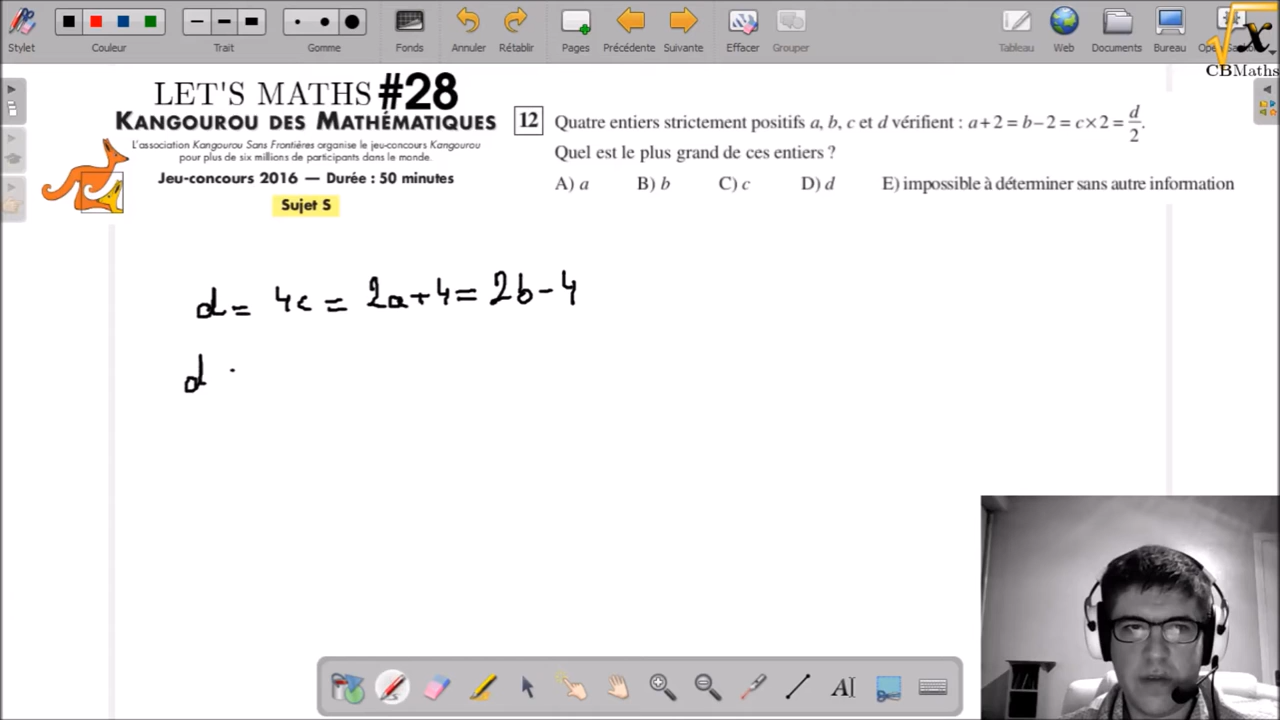 Stylet Couleur Trait Gomme Fonds Annuler Rétablir Pages Précédente Suivante Effacer Grouper Tableau Web Documents Bureau
CBMaths
LET'S MATHS #28
KANGOUROU DES MATHÉMATIQUES
L'association Kangourou Sans Frontières organise le jeu-concours Kangourou
pour plus de six millions de participants dans le monde.
Jeu-concours 2016 — Durée : 50 minutes
Sujet S
12 Quatre entiers strictement positifs a, b, c et d vérifient : a+2 = b−2 = c×2 = d/2.
Quel est le plus grand de ces entiers ?
A) a B) b C) c D) d E) impossible à déterminer sans autre information
d = 4c = 2a+4 = 2b-4
d